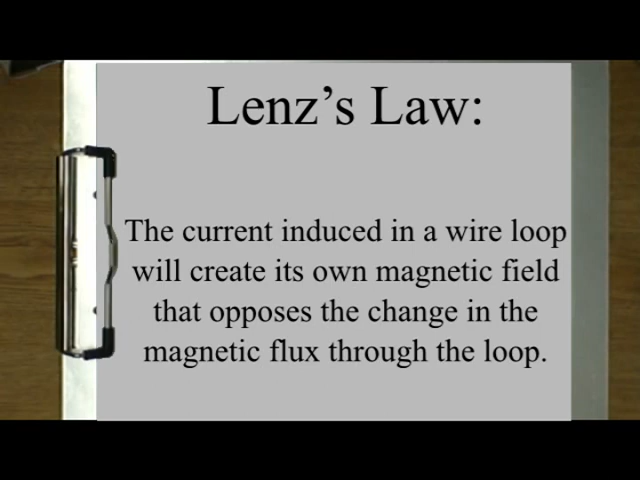 Lenz's Law:
The current induced in a wire loop
will create its own magnetic field
that opposes the change in the
magnetic flux through the loop.